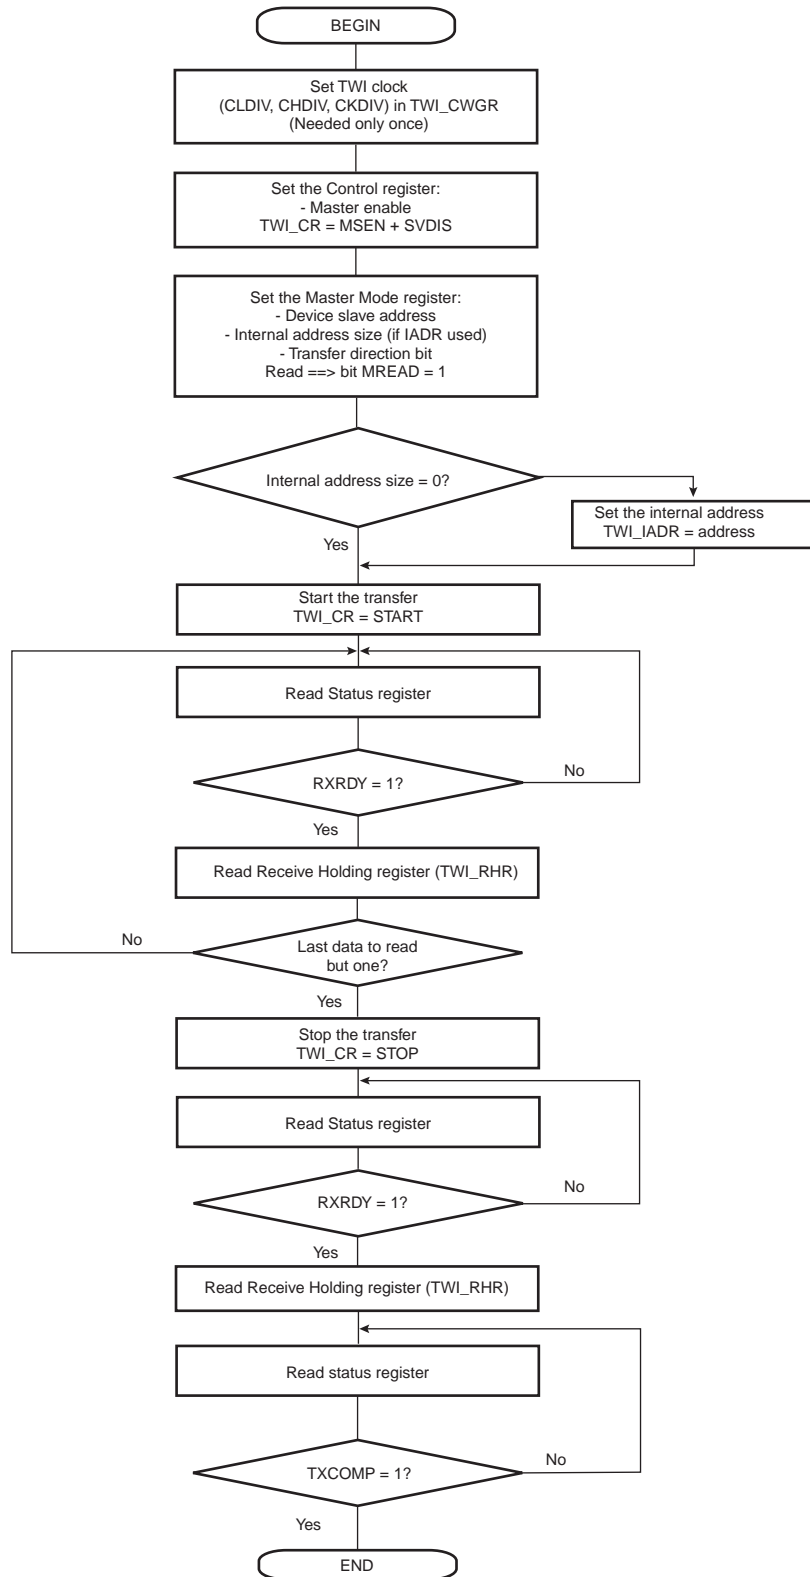 BEGIN
Set TWI clock
(CLDIV, CHDIV, CKDIV) in TWI_CWGR
(Needed only once)
Set the Control register:
- Master enable
TWI_CR = MSEN + SVDIS
Set the Master Mode register:
- Device slave address
- Internal address size (if IADR used)
- Transfer direction bit
Read ==> bit MREAD = 1
Internal address size = 0?
Set the internal address
TWI_IADR = address
Yes
Start the transfer
TWI_CR = START
Read Status register
RXRDY = 1?
No
Yes
Read Receive Holding register (TWI_RHR)
No
Last data to read
but one?
Yes
Stop the transfer
TWI_CR = STOP
Read Status register
RXRDY = 1?
No
Yes
Read Receive Holding register (TWI_RHR)
Read status register
TXCOMP = 1?
No
Yes
END